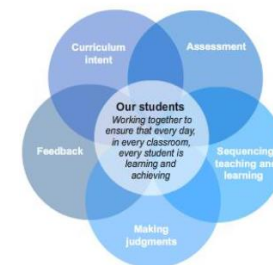 Curriculum
intent
Assessment
Our students
Working together to
ensure that every day,
in every classroom,
every student is
learning and
achieving
Feedback
Sequencing
teaching and
learning
Making
judgments